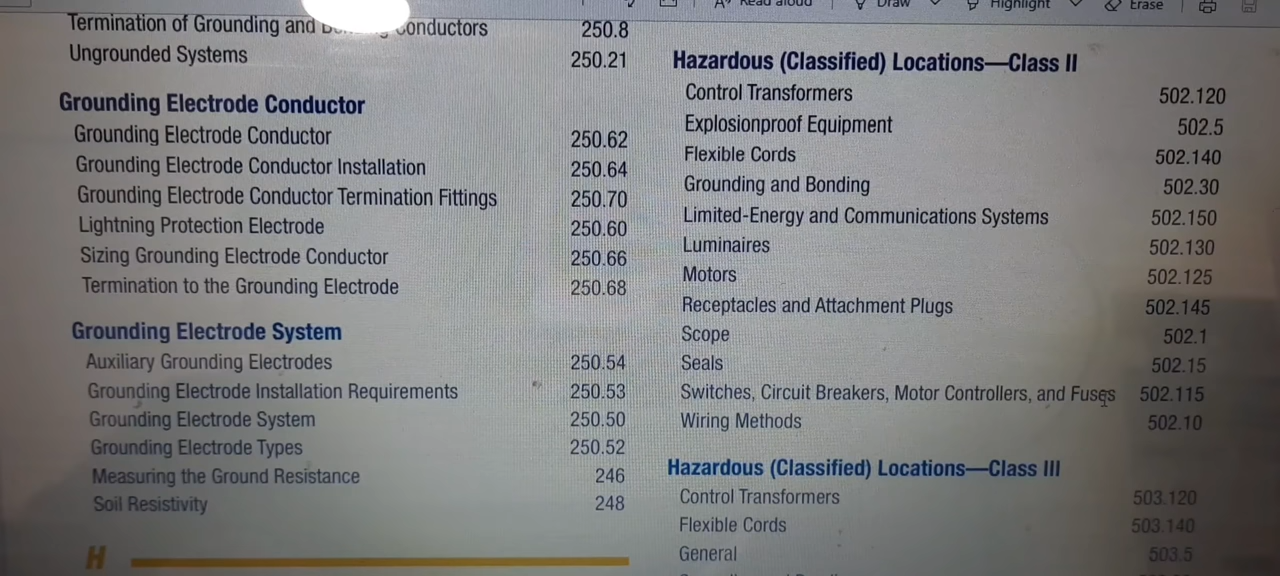 Read aloud Draw Highlight Erase
Termination of Grounding and Conductors 250.8
Ungrounded Systems 250.21
Grounding Electrode Conductor
Grounding Electrode Conductor 250.62
Grounding Electrode Conductor Installation 250.64
Grounding Electrode Conductor Termination Fittings 250.70
Lightning Protection Electrode 250.60
Sizing Grounding Electrode Conductor 250.66
Termination to the Grounding Electrode 250.68
Grounding Electrode System
Auxiliary Grounding Electrodes 250.54
Grounding Electrode Installation Requirements 250.53
Grounding Electrode System 250.50
Grounding Electrode Types 250.52
Measuring the Ground Resistance 246
Soil Resistivity 248
H
Hazardous (Classified) Locations—Class II
Control Transformers 502.120
Explosionproof Equipment 502.5
Flexible Cords 502.140
Grounding and Bonding 502.30
Limited-Energy and Communications Systems 502.150
Luminaires 502.130
Motors 502.125
Receptacles and Attachment Plugs 502.145
Scope 502.1
Seals 502.15
Switches, Circuit Breakers, Motor Controllers, and Fuses 502.115
Wiring Methods 502.10
Hazardous (Classified) Locations—Class III
Control Transformers 503.120
Flexible Cords 503.140
General 503.5